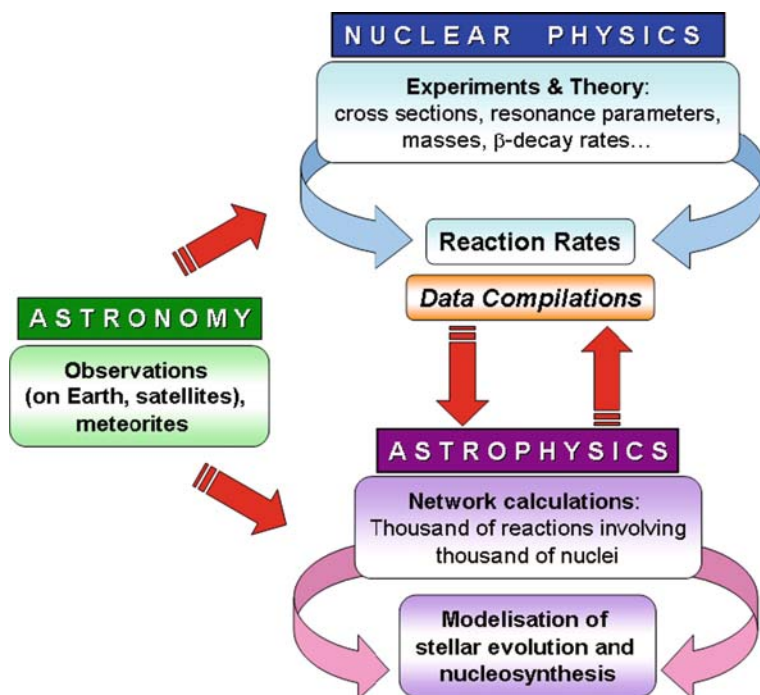 NUCLEAR PHYSICS
Experiments & Theory:
cross sections, resonance parameters,
masses, β-decay rates...
Reaction Rates
Data Compilations
ASTRONOMY
Observations
(on Earth, satellites),
meteorites
ASTROPHYSICS
Network calculations:
Thousand of reactions involving
thousand of nuclei
Modelisation of
stellar evolution and
nucleosynthesis